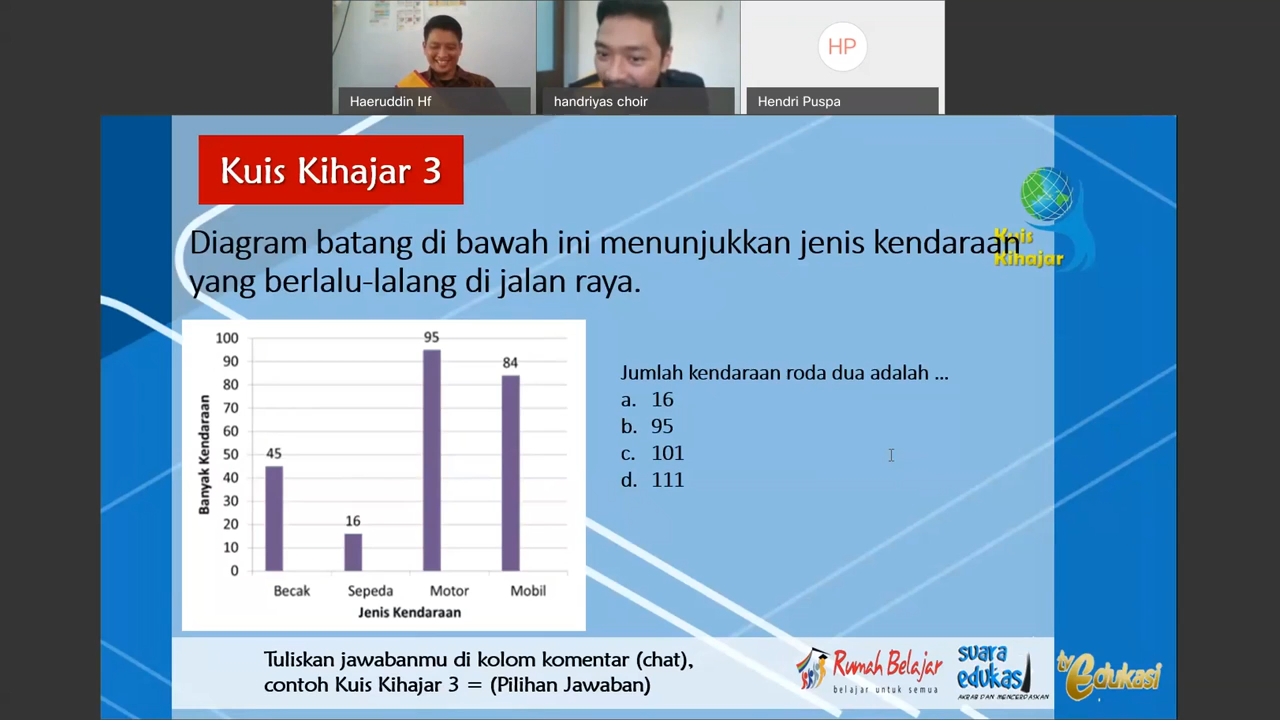 Haeruddin Hf
handriyas choir
HP
Hendri Puspa
Kuis Kihajar 3
Kuis
Kihajar
Diagram batang di bawah ini menunjukkan jenis kendaraan
yang berlalu-lalang di jalan raya.
Banyak Kendaraan
100
90
80
70
60
50
40
30
20
10
0
45
16
95
84
Becak
Sepeda
Motor
Mobil
Jenis Kendaraan
Jumlah kendaraan roda dua adalah ...
a. 16
b. 95
c. 101
d. 111
Tuliskan jawabanmu di kolom komentar (chat),
contoh Kuis Kihajar 3 = (Pilihan Jawaban)
Rumah Belajar
belajar untuk semua
suara
edukasi
AKRAB DAN MENCERDASKAN
tv edukasi